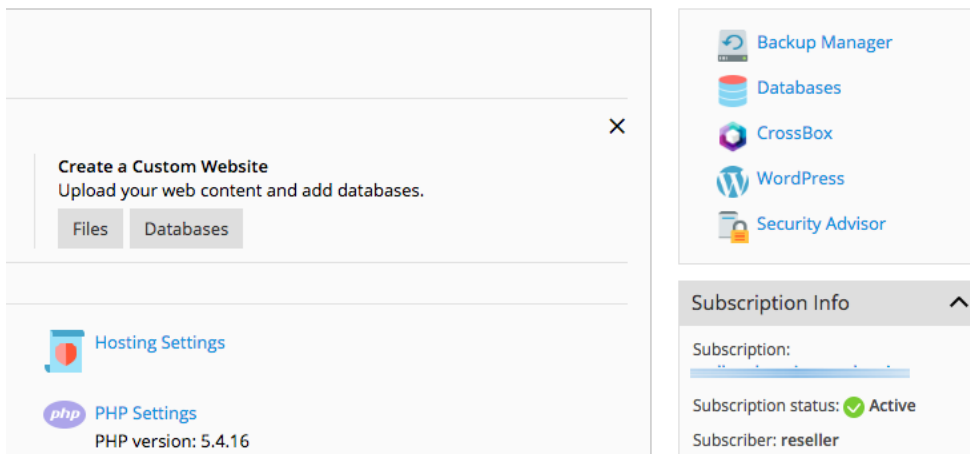 Create a Custom Website
Upload your web content and add databases.
Files
Databases
Hosting Settings
php
PHP Settings
PHP version: 5.4.16
Backup Manager
Databases
CrossBox
WordPress
Security Advisor
Subscription Info
Subscription:
Subscription status: Active
Subscriber: reseller